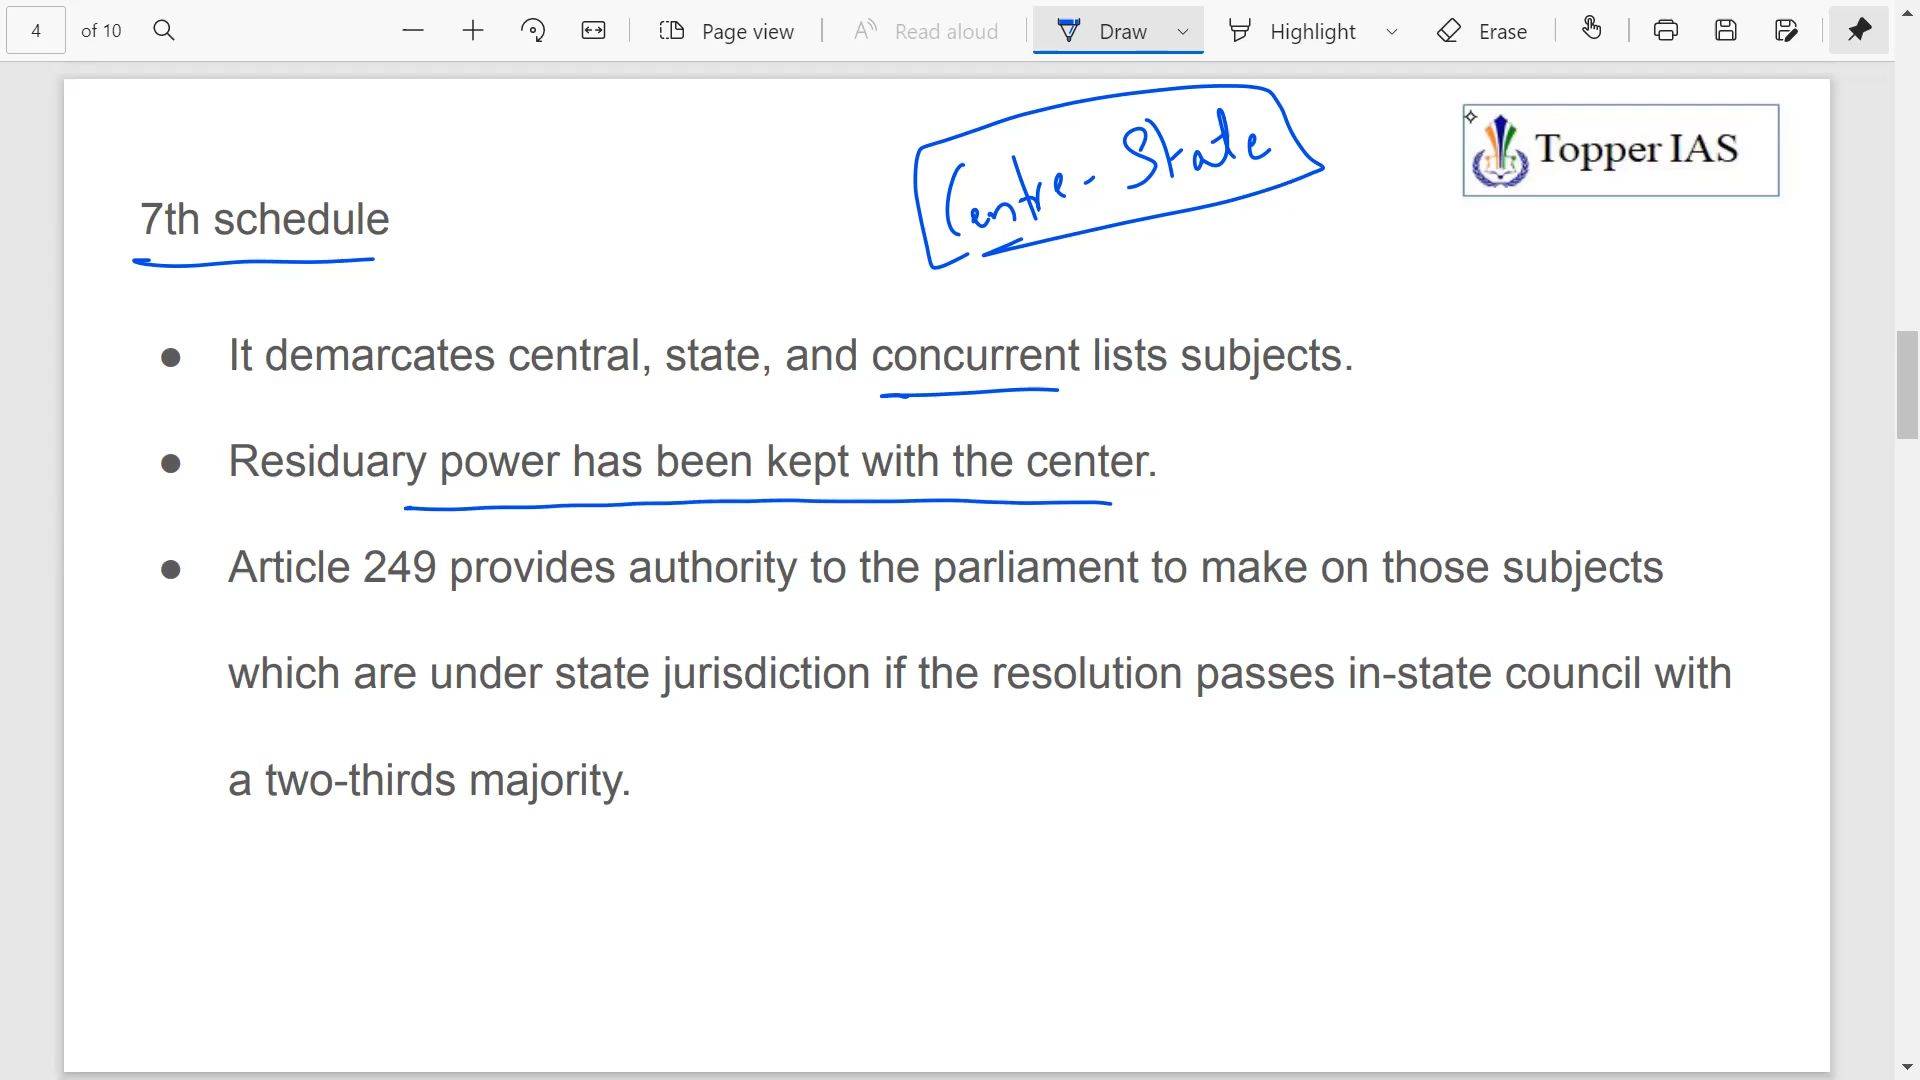 4 of 10 Page view Read aloud Draw Highlight Erase
Centre - State
Topper IAS
7th schedule
● It demarcates central, state, and concurrent lists subjects.
● Residuary power has been kept with the center.
● Article 249 provides authority to the parliament to make on those subjects
which are under state jurisdiction if the resolution passes in-state council with
a two-thirds majority.